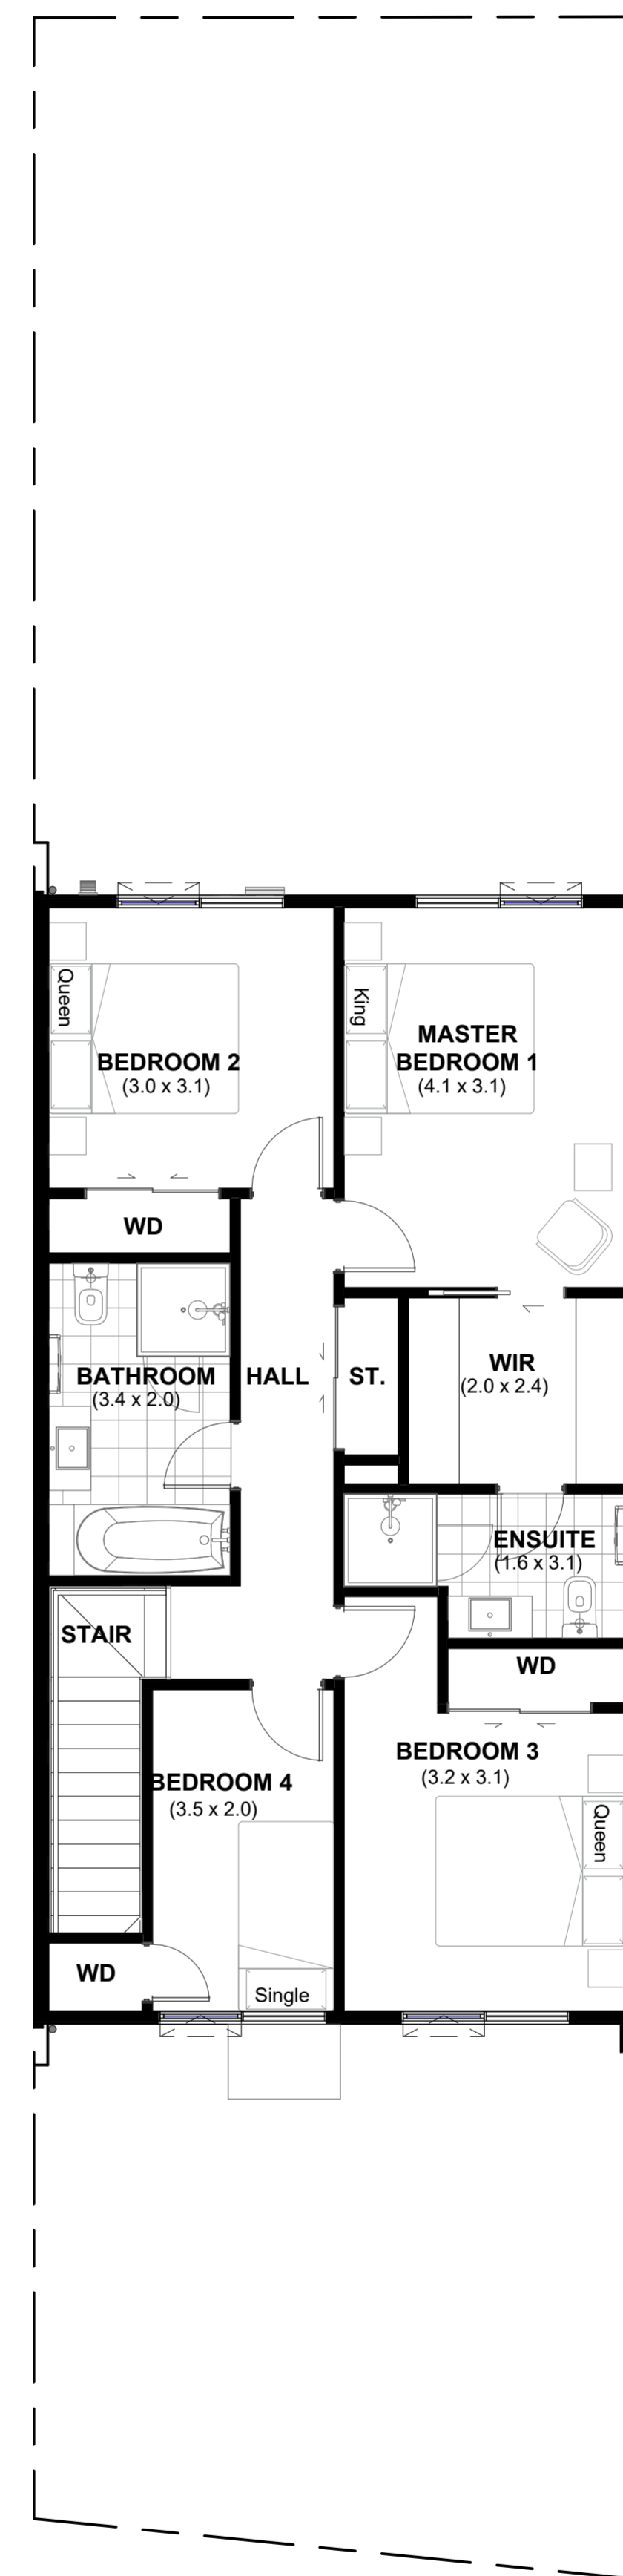 Queen
BEDROOM 2
(3.0 x 3.1)
King
MASTER
BEDROOM 1
(4.1 x 3.1)
WD
BATHROOM
(3.4 x 2.0)
HALL
ST.
WIR
(2.0 x 2.4)
ENSUITE
(1.6 x 3.1)
STAIR
WD
BEDROOM 4
(3.5 x 2.0)
BEDROOM 3
(3.2 x 3.1)
Queen
WD
Single